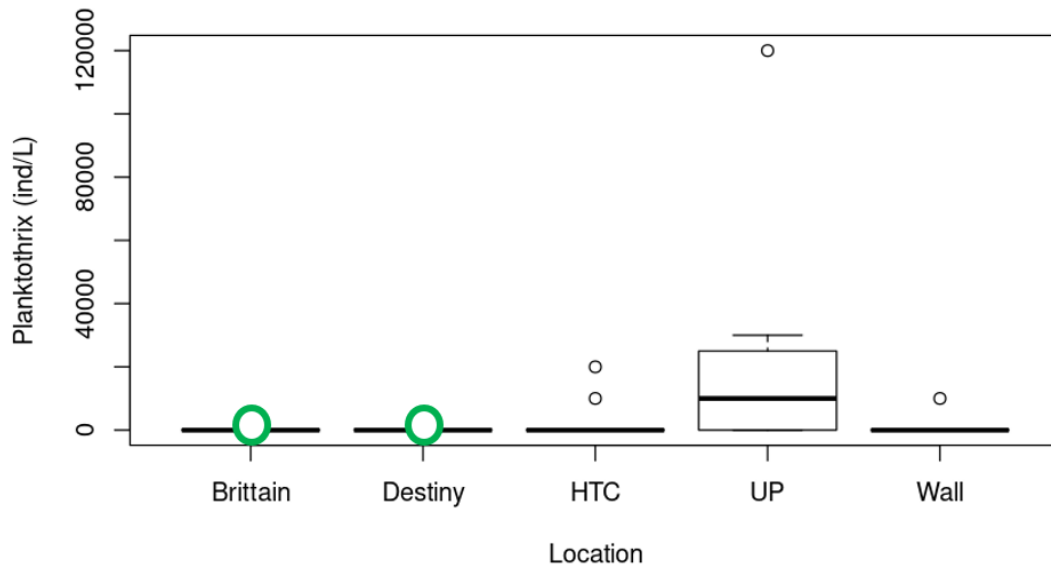 Planktothrix (ind/L)
120000
80000
40000
0
Brittain Destiny HTC UP Wall
Location